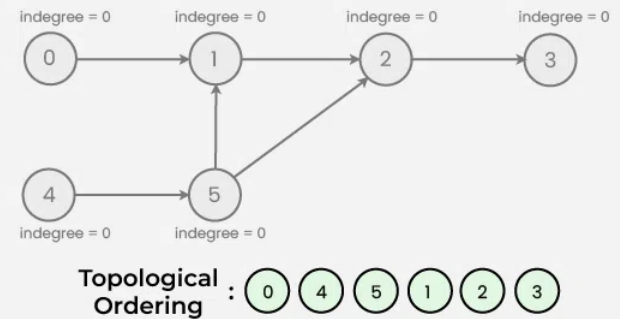 indegree = 0 indegree = 0 indegree = 0 indegree = 0
0 1 2 3
4 5
indegree = 0 indegree = 0
Topological
Ordering : 0 4 5 1 2 3